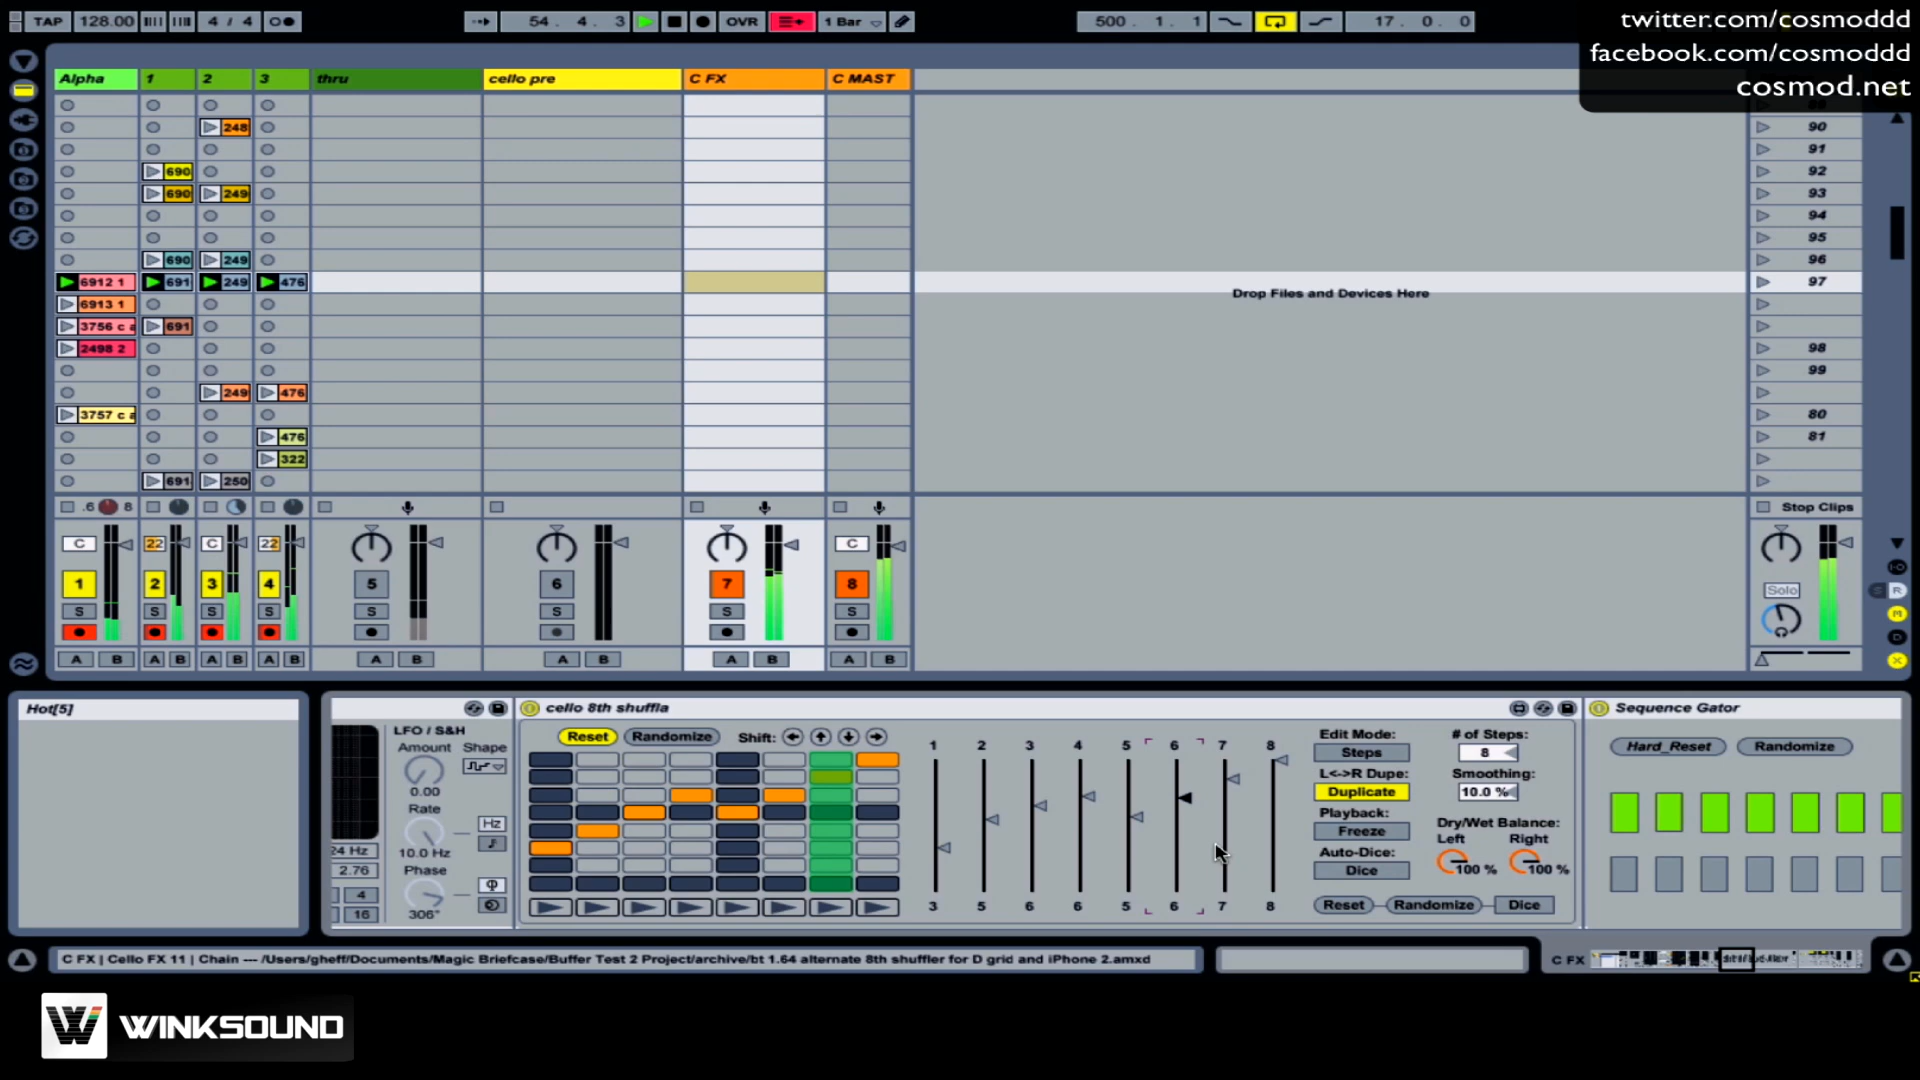 TAP 128.00 4 / 4 54. 4. 3 OVR 1 Bar 500. 1. 1 17. 0. 0
twitter.com/cosmoddd
facebook.com/cosmoddd
cosmod.net
Alpha 1 2 3 thru cello pre C FX C MAST
248 90
91
690 92
690 249 93
94
95
690 249 96
6912 1 691 249 476 97
Drop Files and Devices Here
6913 1
3756 c a 691
2498 2 98
99
249 476
3757 c a 80
476 81
322
691 250
.6 8 Stop Clips
C 22 C 22 C
1 2 3 4 5 6 7 8
S S S S S S S S Solo
A B A B A B A B A B A B A B A B
Hot[5] cello 8th shuffla Sequence Gator
LFO / S&H
Amount Shape
0.00
Rate
Hz
10.0 Hz
Phase
306°
24 Hz
2.76
4
16
Reset Randomize Shift:
1 2 3 4 5 6 7 8
3 5 6 6 5 6 7 8
Edit Mode:
Steps
L<->R Dupe:
Duplicate
Playback:
Freeze
Auto-Dice:
Dice
# of Steps:
8
Smoothing:
10.0 %
Dry/Wet Balance:
Left Right
100 % 100 %
Reset Randomize Dice
Hard_Reset Randomize
C FX | Cello FX 11 | Chain --- /Users/gheff/Documents/Magic Briefcase/Buffer Test 2 Project/archive/bt 1.64 alternate 8th shuffler for D grid and iPhone 2.amxd
C FX
W WINKSOUND